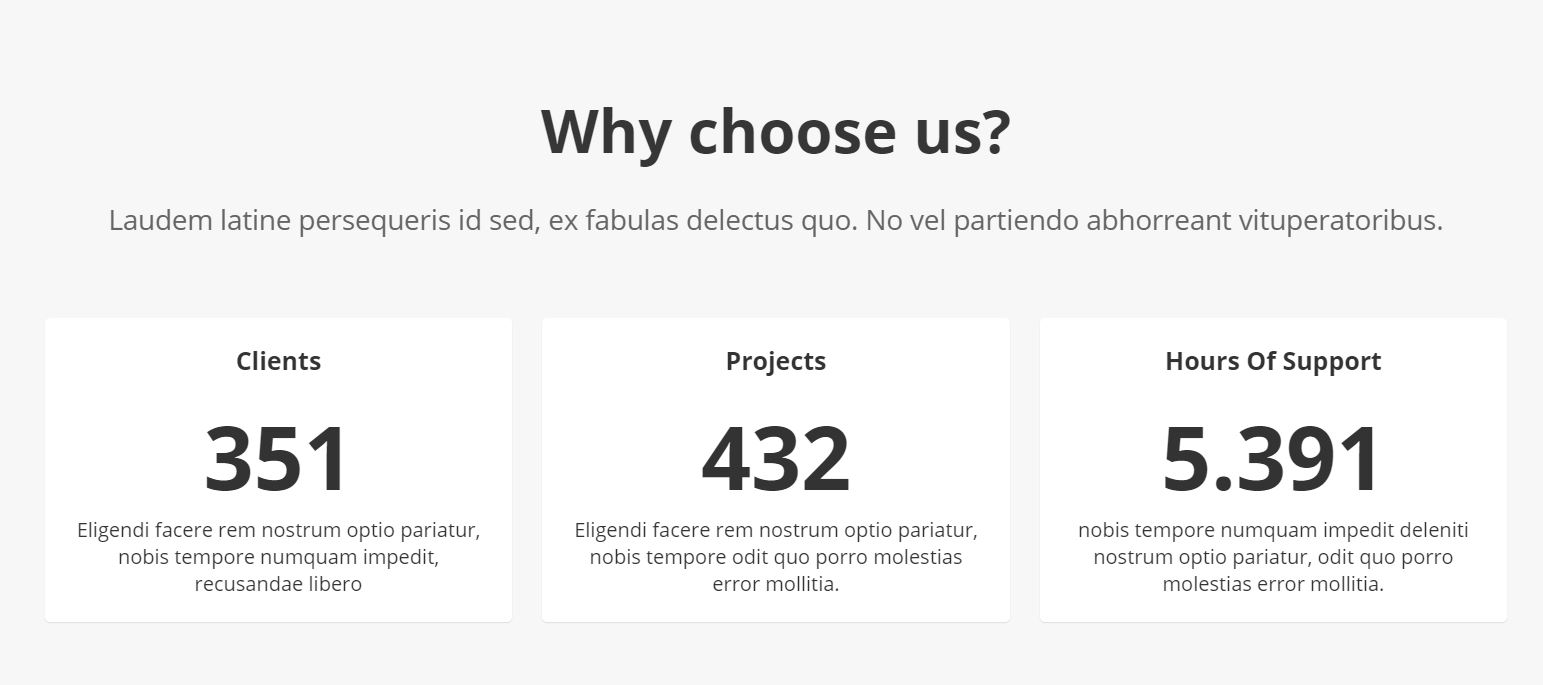 Why choose us?
Laudem latine persequeris id sed, ex fabulas delectus quo. No vel partiendo abhorreant vituperatoribus.
Clients
351
Eligendi facere rem nostrum optio pariatur,
nobis tempore numquam impedit,
recusandae libero
Projects
432
Eligendi facere rem nostrum optio pariatur,
nobis tempore odit quo porro molestias
error mollitia.
Hours Of Support
5.391
nobis tempore numquam impedit deleniti
nostrum optio pariatur, odit quo porro
molestias error mollitia.